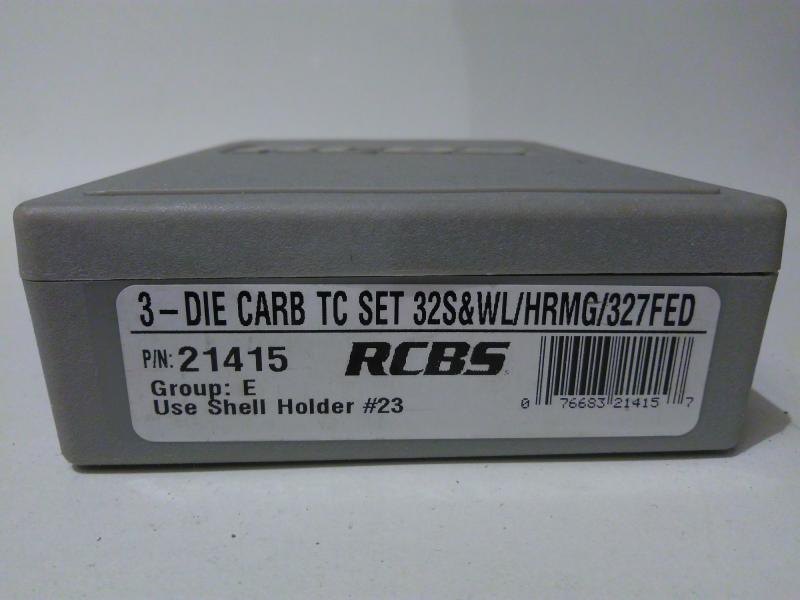 3-DIE CARB TC SET 32S&WL/HRMG/327FED
P/N: 21415
RCBS
Group: E
Use Shell Holder #23
0 76683 21415 7